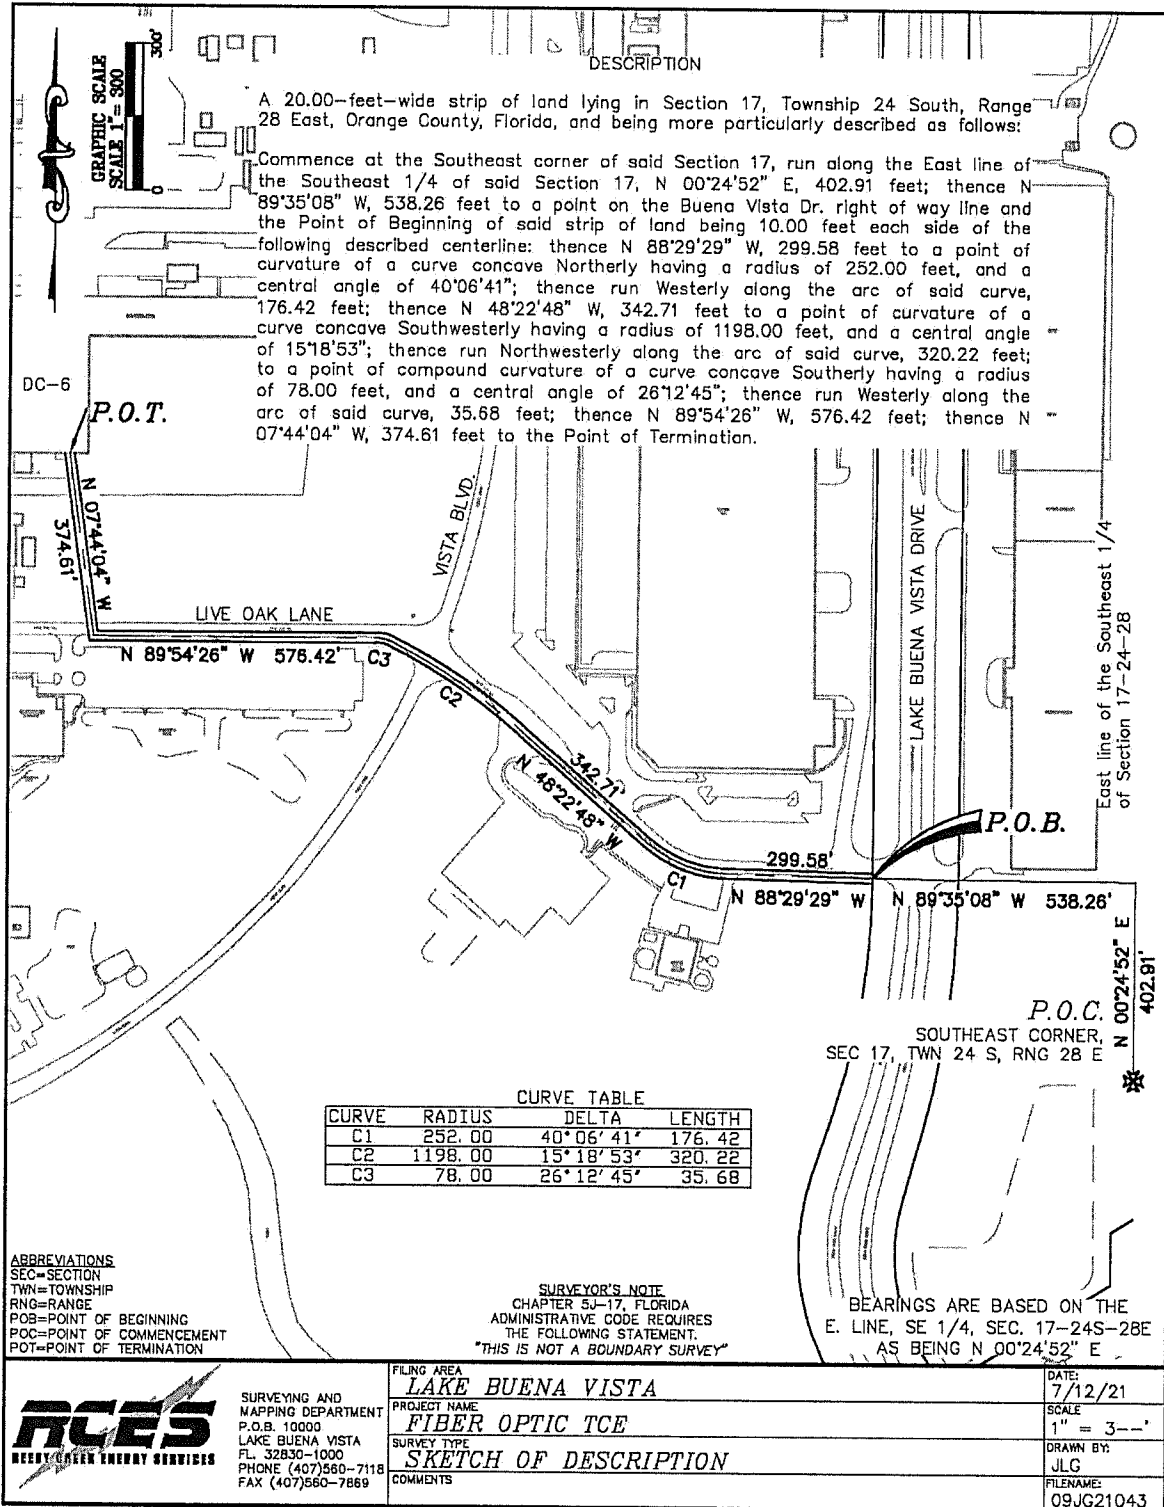 300'
GRAPHIC SCALE
SCALE 1"= 300
0
DESCRIPTION
A 20.00-feet-wide strip of land lying in Section 17, Township 24 South, Range
28 East, Orange County, Florida, and being more particularly described as follows:
Commence at the Southeast corner of said Section 17, run along the East line of
the Southeast 1/4 of said Section 17, N 00°24'52" E, 402.91 feet; thence N
89°35'08" W, 538.26 feet to a point on the Buena Vista Dr. right of way line and
the Point of Beginning of said strip of land being 10.00 feet each side of the
following described centerline: thence N 88°29'29" W, 299.58 feet to a point of
curvature of a curve concave Northerly having a radius of 252.00 feet, and a
central angle of 40°06'41"; thence run Westerly along the arc of said curve,
176.42 feet; thence N 48°22'48" W, 342.71 feet to a point of curvature of a
curve concave Southwesterly having a radius of 1198.00 feet, and a central angle
of 15°18'53"; thence run Northwesterly along the arc of said curve, 320.22 feet;
to a point of compound curvature of a curve concave Southerly having a radius
of 78.00 feet, and a central angle of 26°12'45"; thence run Westerly along the
arc of said curve, 35.68 feet; thence N 89°54'26" W, 576.42 feet; thence N
07°44'04" W, 374.61 feet to the Point of Termination.
DC-6
P.O.T.
N 07°44'04" W
374.61'
VISTA BLVD.
LIVE OAK LANE
N 89°54'26" W 576.42'
C3
C2
342.71'
N 48°22'48" W
C1
LAKE BUENA VISTA DRIVE
East line of the Southeast 1/4
of Section 17-24-28
P.O.B.
299.58'
N 88°29'29" W
N 89°35'08" W 538.26'
N 00°24'52" E
402.91'
P.O.C.
SOUTHEAST CORNER,
SEC 17, TWN 24 S, RNG 28 E
CURVE TABLE
CURVE RADIUS DELTA LENGTH
C1 252.00 40°06'41" 176.42
C2 1198.00 15°18'53" 320.22
C3 78.00 26°12'45" 35.68
ABBREVIATIONS
SEC=SECTION
TWN=TOWNSHIP
RNG=RANGE
POB=POINT OF BEGINNING
POC=POINT OF COMMENCEMENT
POT=POINT OF TERMINATION
SURVEYOR'S NOTE
CHAPTER 5J-17, FLORIDA
ADMINISTRATIVE CODE REQUIRES
THE FOLLOWING STATEMENT.
"THIS IS NOT A BOUNDARY SURVEY"
BEARINGS ARE BASED ON THE
E. LINE, SE 1/4, SEC. 17-24S-28E
AS BEING N 00°24'52" E
RCES
REEDY CREEK ENERGY SERVICES
SURVEYING AND
MAPPING DEPARTMENT
P.O.B. 10000
LAKE BUENA VISTA
FL. 32830-1000
PHONE (407)560-7118
FAX (407)560-7869
FILING AREA
LAKE BUENA VISTA
PROJECT NAME
FIBER OPTIC TCE
SURVEY TYPE
SKETCH OF DESCRIPTION
COMMENTS
DATE:
7/12/21
SCALE
1" = 3--'
DRAWN BY:
JLG
FILENAME:
09JG21043